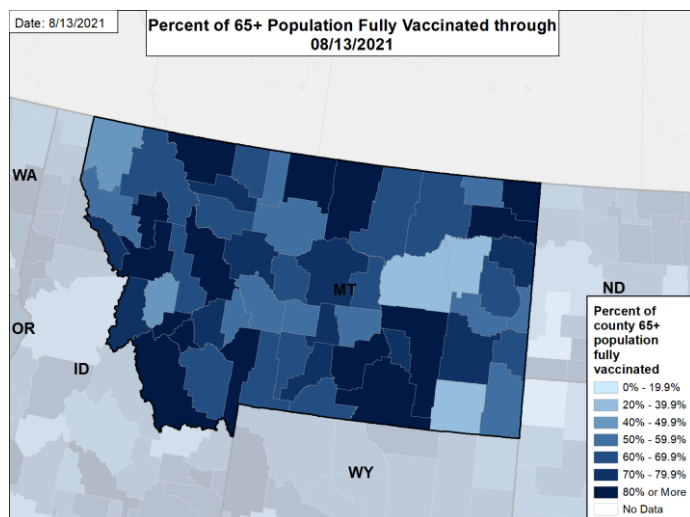 Date: 8/13/2021
Percent of 65+ Population Fully Vaccinated through
08/13/2021
WA
MT
ND
OR
ID
WY
Percent of
county 65+
population
fully
vaccinated
0% - 19.9%
20% - 39.9%
40% - 49.9%
50% - 59.9%
60% - 69.9%
70% - 79.9%
80% or More
No Data